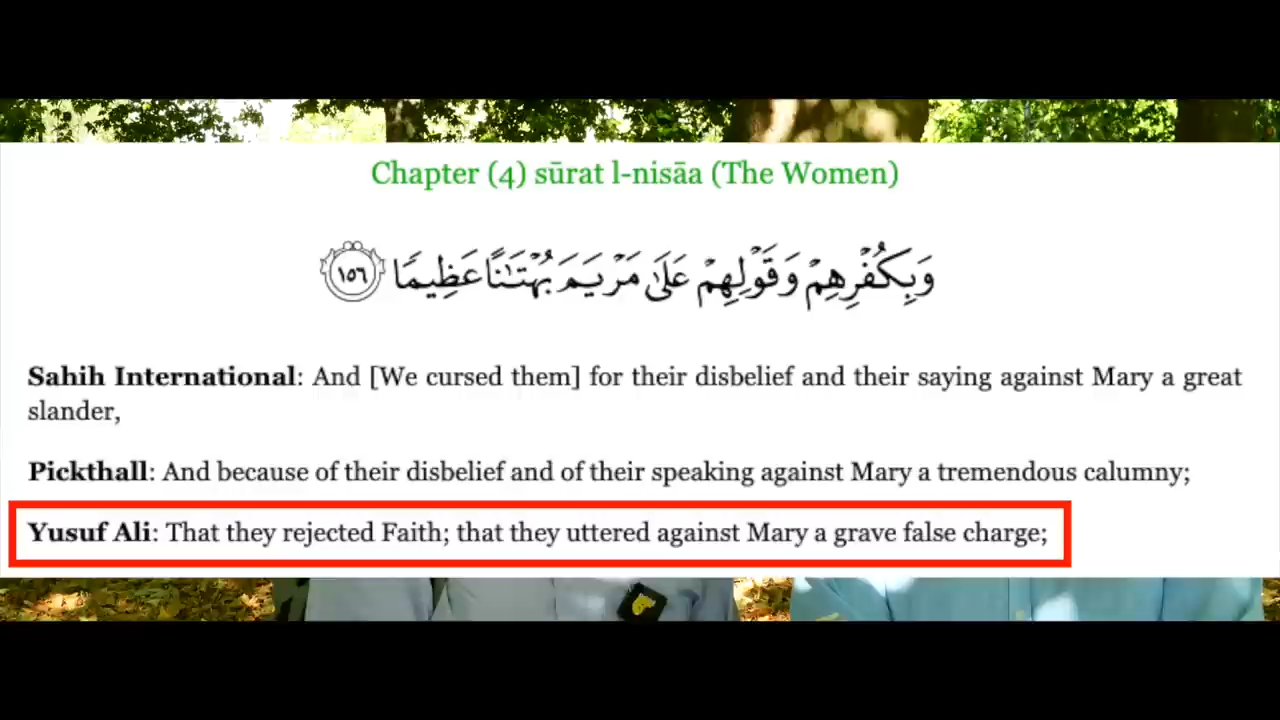 Chapter (4) sūrat l-nisāa (The Women)
وَبِكُفْرِهِمْ وَقَوْلِهِمْ عَلَىٰ مَرْيَمَ بُهْتَـٰنًا عَظِيمًا ١٥٦
Sahih International: And [We cursed them] for their disbelief and their saying against Mary a great
slander,
Pickthall: And because of their disbelief and of their speaking against Mary a tremendous calumny;
Yusuf Ali: That they rejected Faith; that they uttered against Mary a grave false charge;